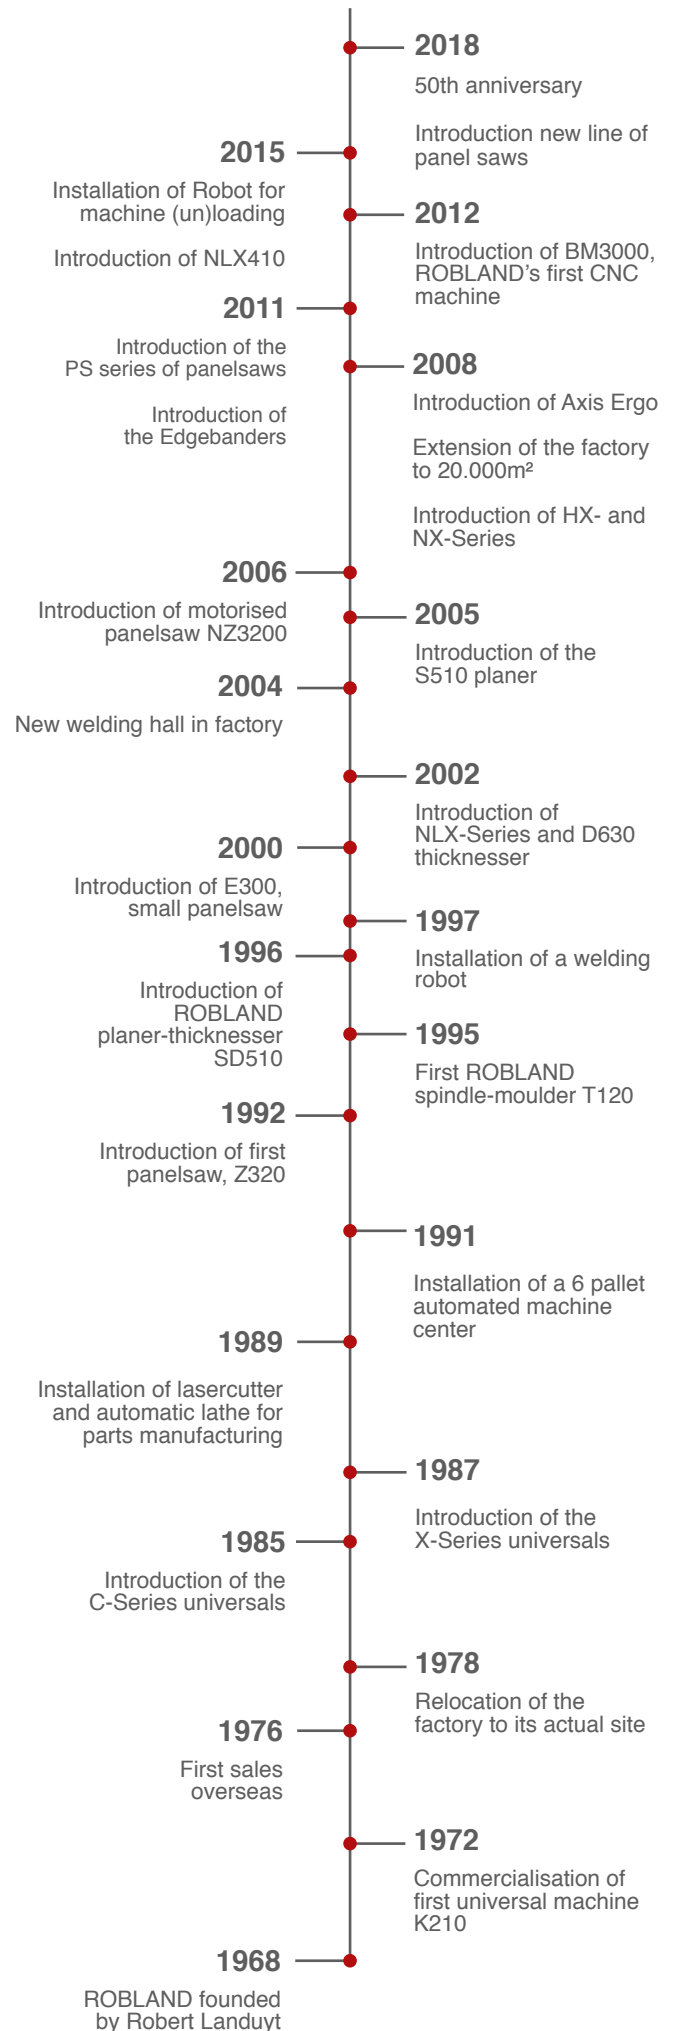 2018
50th anniversary
Introduction new line of
panel saws
2015
Installation of Robot for
machine (un)loading
Introduction of NLX410
2012
Introduction of BM3000,
ROBLAND’s first CNC
machine
2011
Introduction of the
PS series of panelsaws
Introduction of
the Edgebanders
2008
Introduction of Axis Ergo
Extension of the factory
to 20.000m²
Introduction of HX- and
NX-Series
2006
Introduction of motorised
panelsaw NZ3200
2005
Introduction of the
S510 planer
2004
New welding hall in factory
2002
Introduction of
NLX-Series and D630
thicknesser
2000
Introduction of E300,
small panelsaw
1997
Installation of a welding
robot
1996
Introduction of
ROBLAND
planer-thicknesser
SD510
1995
First ROBLAND
spindle-moulder T120
1992
Introduction of first
panelsaw, Z320
1991
Installation of a 6 pallet
automated machine
center
1989
Installation of lasercutter
and automatic lathe for
parts manufacturing
1987
Introduction of the
X-Series universals
1985
Introduction of the
C-Series universals
1978
Relocation of the
factory to its actual site
1976
First sales
overseas
1972
Commercialisation of
first universal machine
K210
1968
ROBLAND founded
by Robert Landuyt